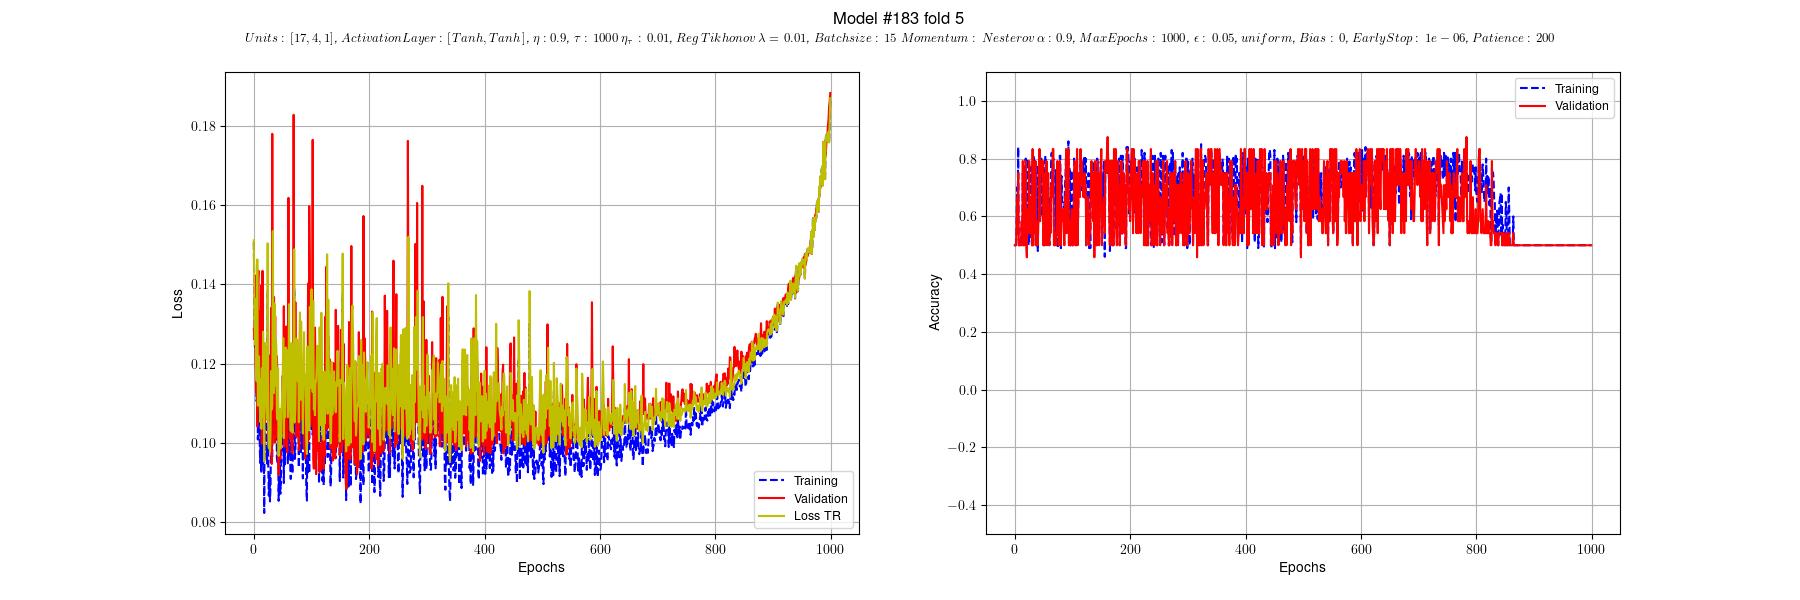 Model #183 fold 5
Units : [17, 4, 1], ActivationLayer : [Tanh, Tanh], η : 0.9, τ : 1000 ητ : 0.01, Reg Tikhonov λ = 0.01, Batchsize : 15 Momentum : Nesterov α : 0.9, MaxEpochs : 1000, ϵ : 0.05, uniform, Bias : 0, EarlyStop : 1e − 06, Patience : 200
Loss
0.18
0.16
0.14
0.12
0.10
0.08
0 200 400 600 800 1000
Epochs
Training
Validation
Loss TR
Accuracy
1.0
0.8
0.6
0.4
0.2
0.0
−0.2
−0.4
0 200 400 600 800 1000
Epochs
Training
Validation